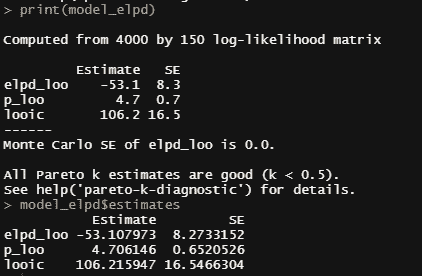 > print(model_elpd)
Computed from 4000 by 150 log-likelihood matrix
Estimate SE
elpd_loo -53.1 8.3
p_loo 4.7 0.7
looic 106.2 16.5
------
Monte Carlo SE of elpd_loo is 0.0.
All Pareto k estimates are good (k < 0.5).
See help('pareto-k-diagnostic') for details.
> model_elpd$estimates
Estimate SE
elpd_loo -53.107973 8.2733152
p_loo 4.706146 0.6520526
looic 106.215947 16.5466304